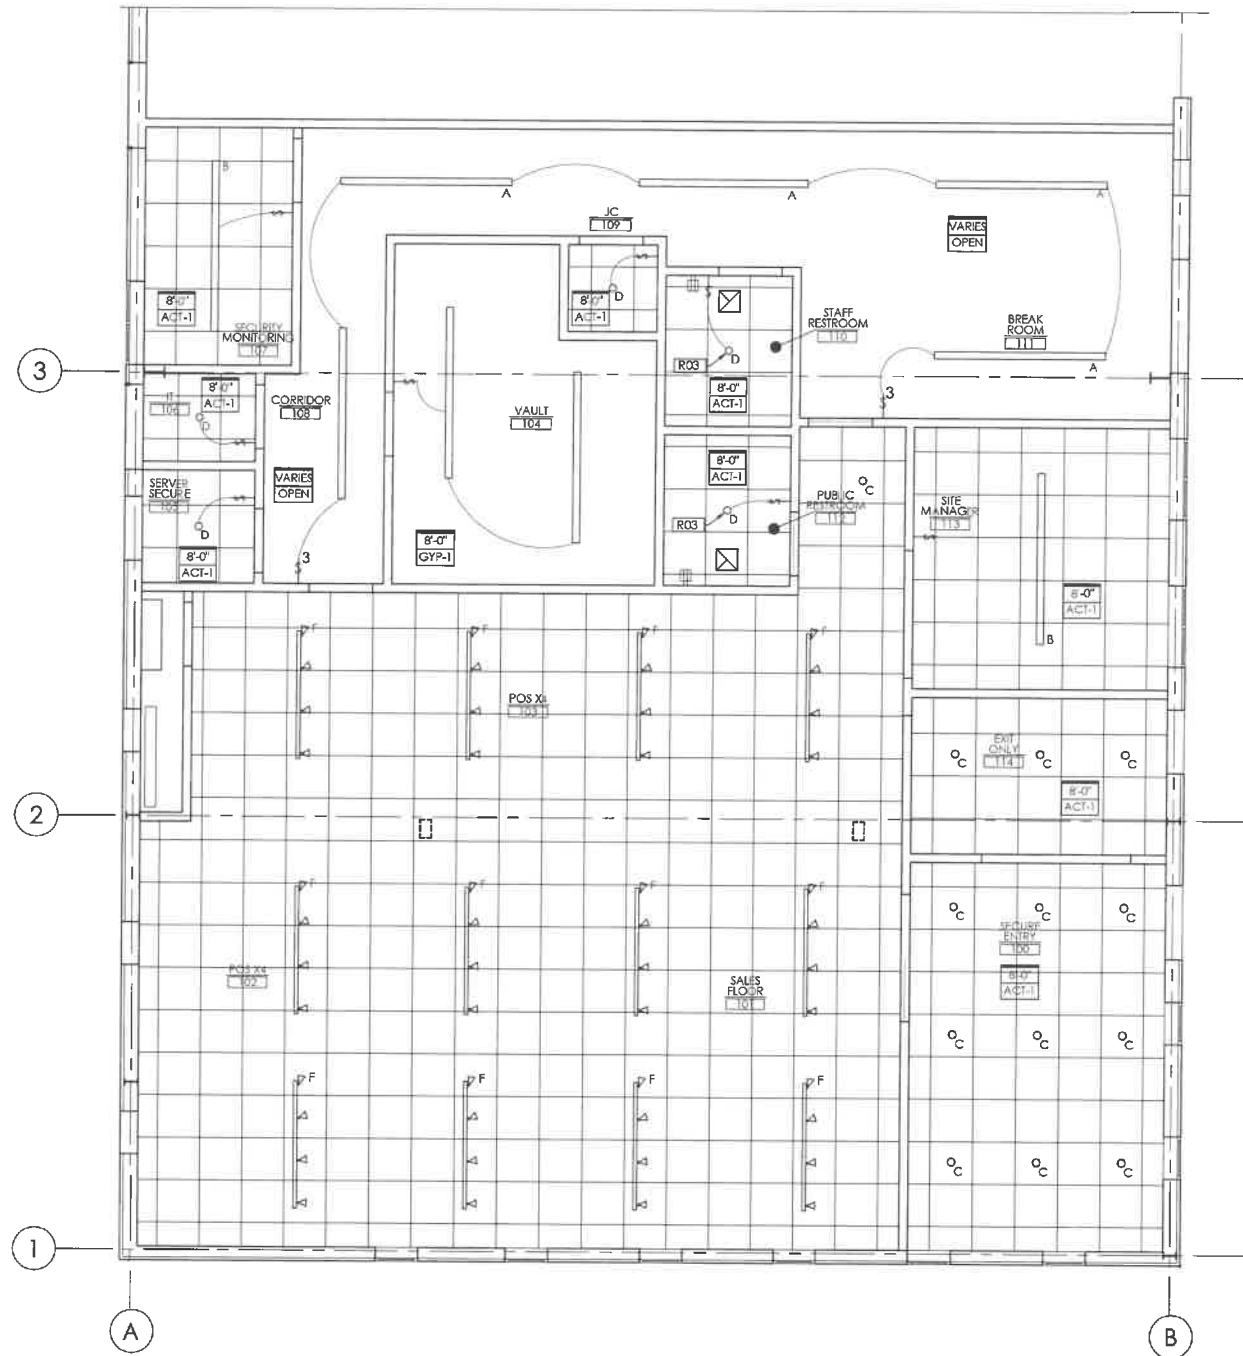 B
A
A
A
JC
109
VARIES
OPEN
8'-0"
ACT-1
SECURITY
MONITORING
107
8'-0"
ACT-1
D
S
STAFF
RESTROOM
110
BREAK
ROOM
111
A
R03
D
8'-0"
ACT-1
3
IT
106
8'-0"
ACT-1
D
CORRIDOR
108
VAULT
104
3
$
SERVER
SECURE
105
D
8'-0"
ACT-1
VARIES
OPEN
3
$
8'-0"
GYP-1
8'-0"
ACT-1
R03
D
PUBLIC
RESTROOM
112
C
SITE
MANAGER
113
8'-0"
ACT-1
B
F
F
F
F
POS X4
103
EXIT
ONLY
114
C
C
C
8'-0"
ACT-1
2
F
F
F
F
C
C
C
SECURE
ENTRY
100
8'-0"
ACT-1
POS X4
102
SALES
FLOOR
101
C
C
C
F
F
F
F
C
C
C
1
A
B